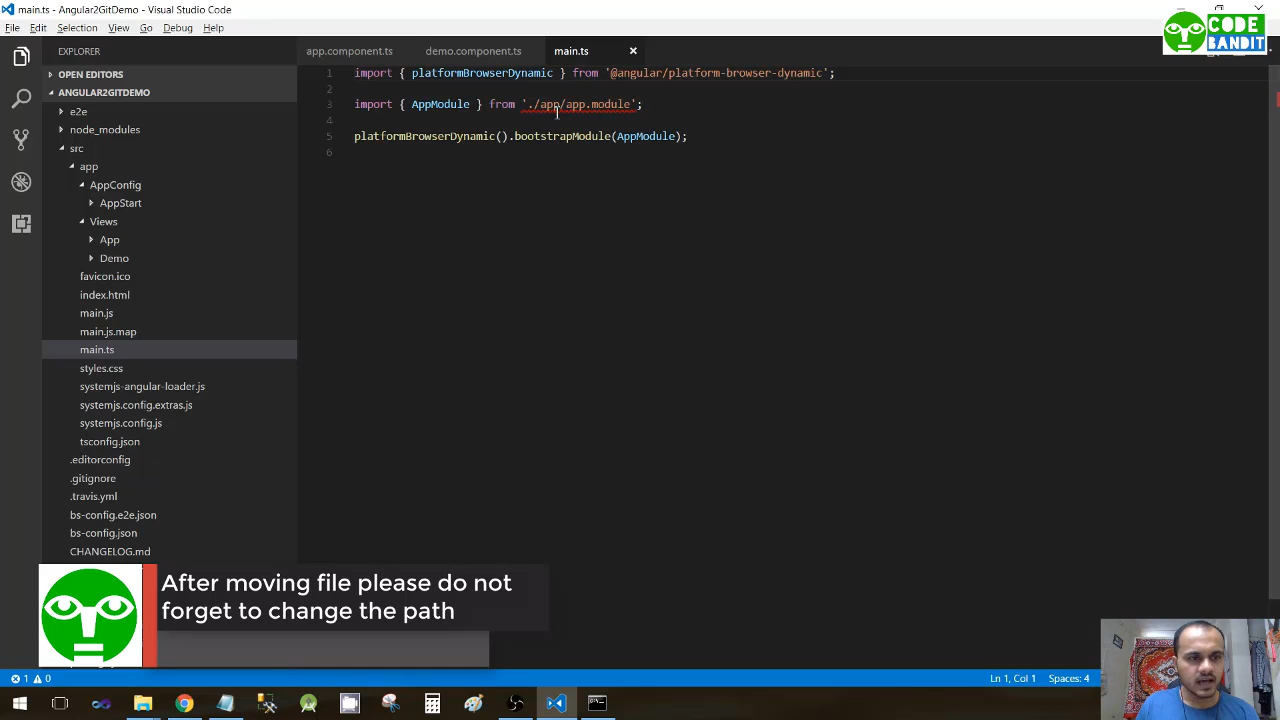 main.ts - Angular2GitDemo - Visual Studio Code
File Edit Selection View Go Debug Help
CODE
BANDIT
EXPLORER
app.component.ts demo.component.ts main.ts
OPEN EDITORS
ANGULAR2GITDEMO
e2e
node_modules
src
app
AppConfig
AppStart
Views
App
Demo
favicon.ico
index.html
main.js
main.js.map
main.ts
styles.css
systemjs-angular-loader.js
systemjs.config.extras.js
systemjs.config.js
tsconfig.json
.editorconfig
.gitignore
.travis.yml
bs-config.e2e.json
bs-config.json
CHANGELOG.md
1 import { platformBrowserDynamic } from '@angular/platform-browser-dynamic';
2
3 import { AppModule } from './app/app.module';
4
5 platformBrowserDynamic().bootstrapModule(AppModule);
6
After moving file please do not
forget to change the path
1 0 Ln 1, Col 1 Spaces: 4